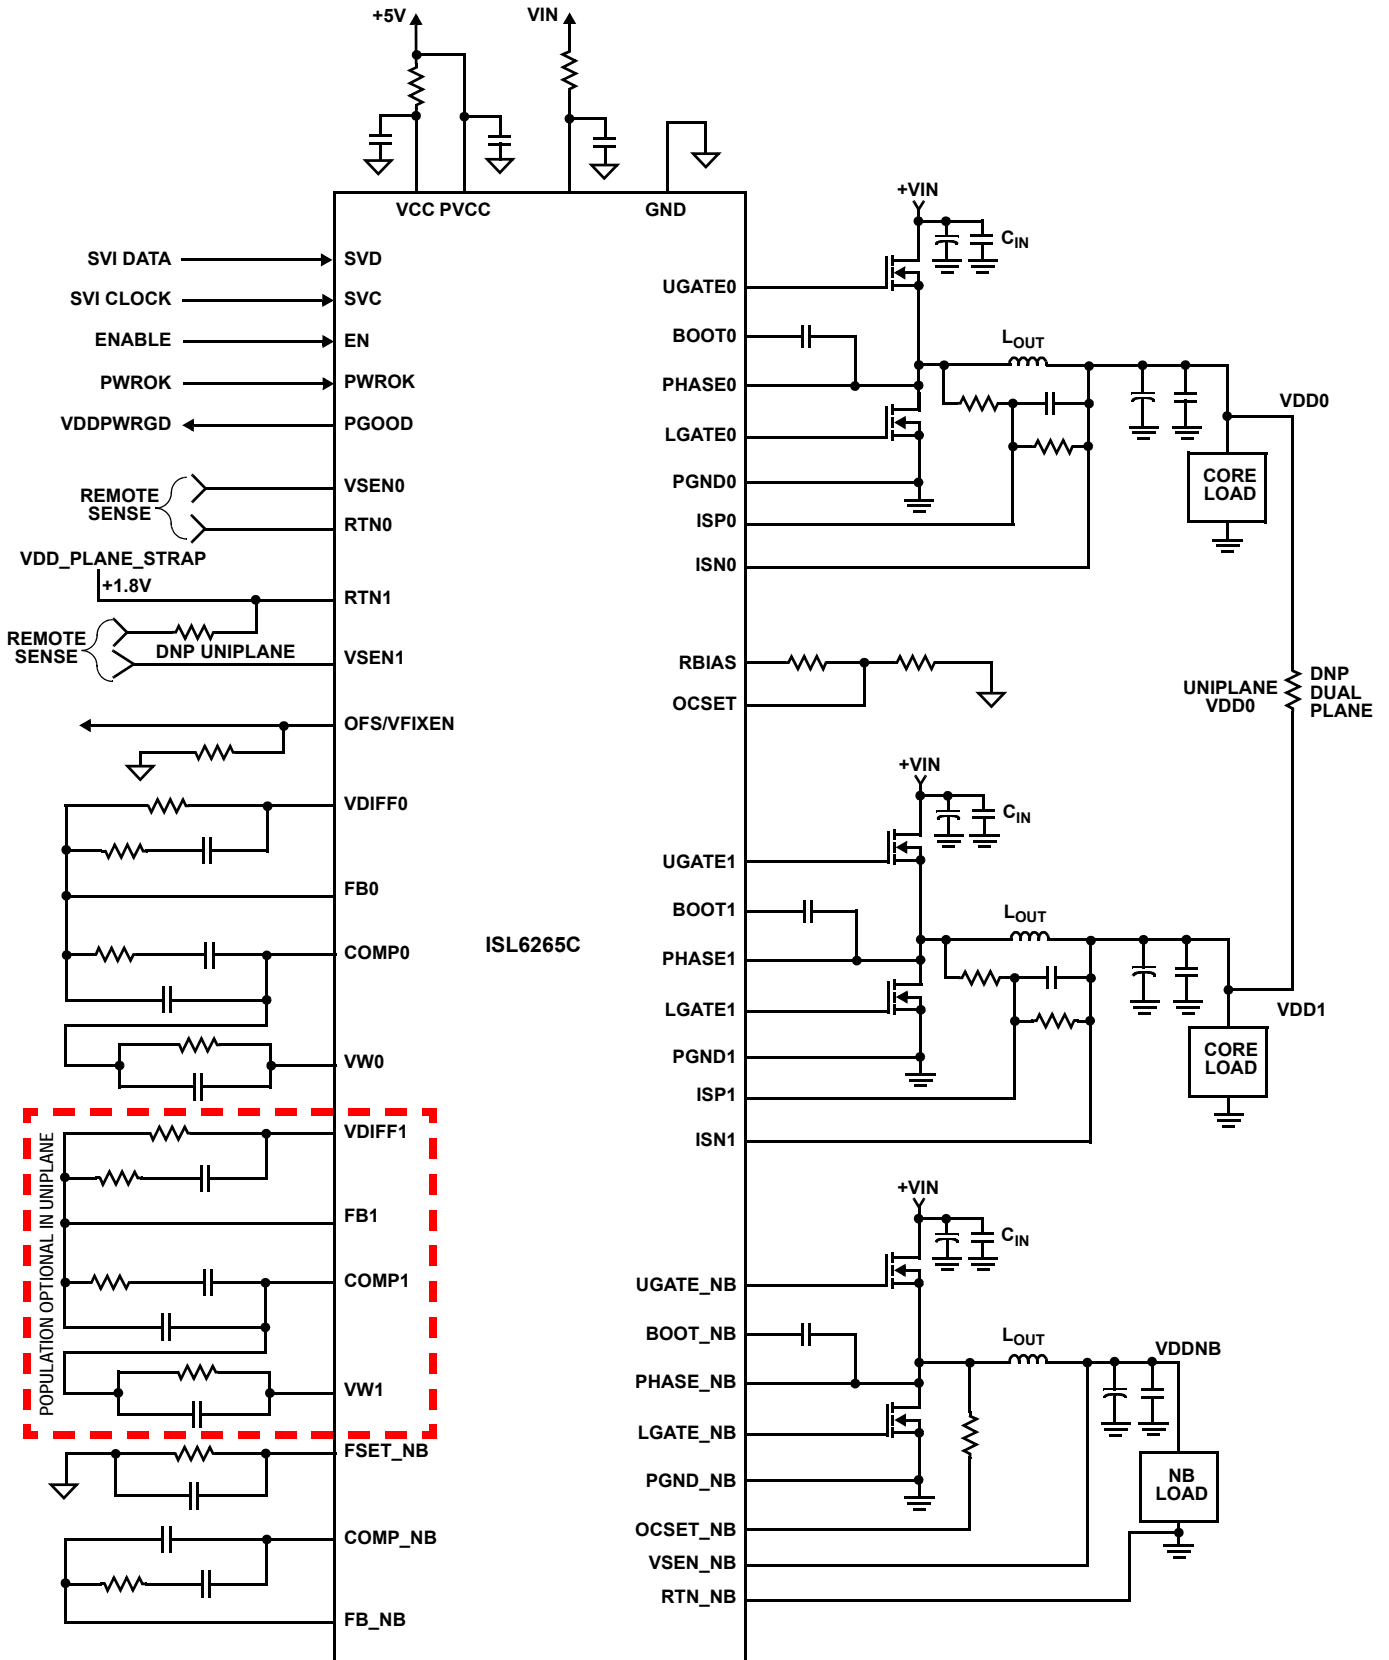 +5V
VIN
VCC PVCC
GND
SVI DATA
SVD
SVI CLOCK
SVC
ENABLE
EN
PWROK
PWROK
VDDPWRGD
PGOOD
REMOTE
SENSE
VSEN0
RTN0
VDD_PLANE_STRAP
+1.8V
RTN1
REMOTE
SENSE
DNP UNIPLANE
VSEN1
OFS/VFIXEN
VDIFF0
FB0
COMP0
VW0
POPULATION OPTIONAL IN UNIPLANE
VDIFF1
FB1
COMP1
VW1
FSET_NB
COMP_NB
FB_NB
ISL6265C
+VIN
CIN
UGATE0
BOOT0
LOUT
PHASE0
LGATE0
PGND0
ISP0
ISN0
VDD0
CORE
LOAD
RBIAS
OCSET
UNIPLANE
VDD0
DNP
DUAL
PLANE
+VIN
CIN
UGATE1
BOOT1
LOUT
PHASE1
LGATE1
PGND1
ISP1
ISN1
VDD1
CORE
LOAD
+VIN
CIN
UGATE_NB
BOOT_NB
LOUT
VDDNB
PHASE_NB
LGATE_NB
PGND_NB
OCSET_NB
VSEN_NB
RTN_NB
NB
LOAD